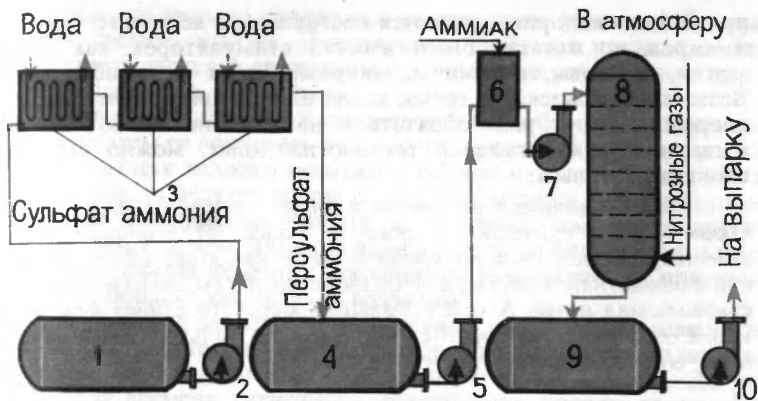 Вода Вода Вода
Аммиак
В атмосферу
6
8
7
3
Сульфат аммония
Персульфат
аммония
Нитрозные газы
На выпарку
1
2
4
5
9
10